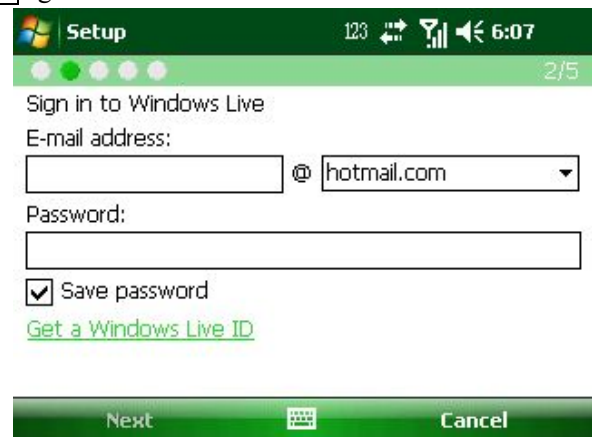 Setup 123 6:07
2/5
Sign in to Windows Live
E-mail address:
@ hotmail.com
Password:
Save password
Get a Windows Live ID
Next Cancel